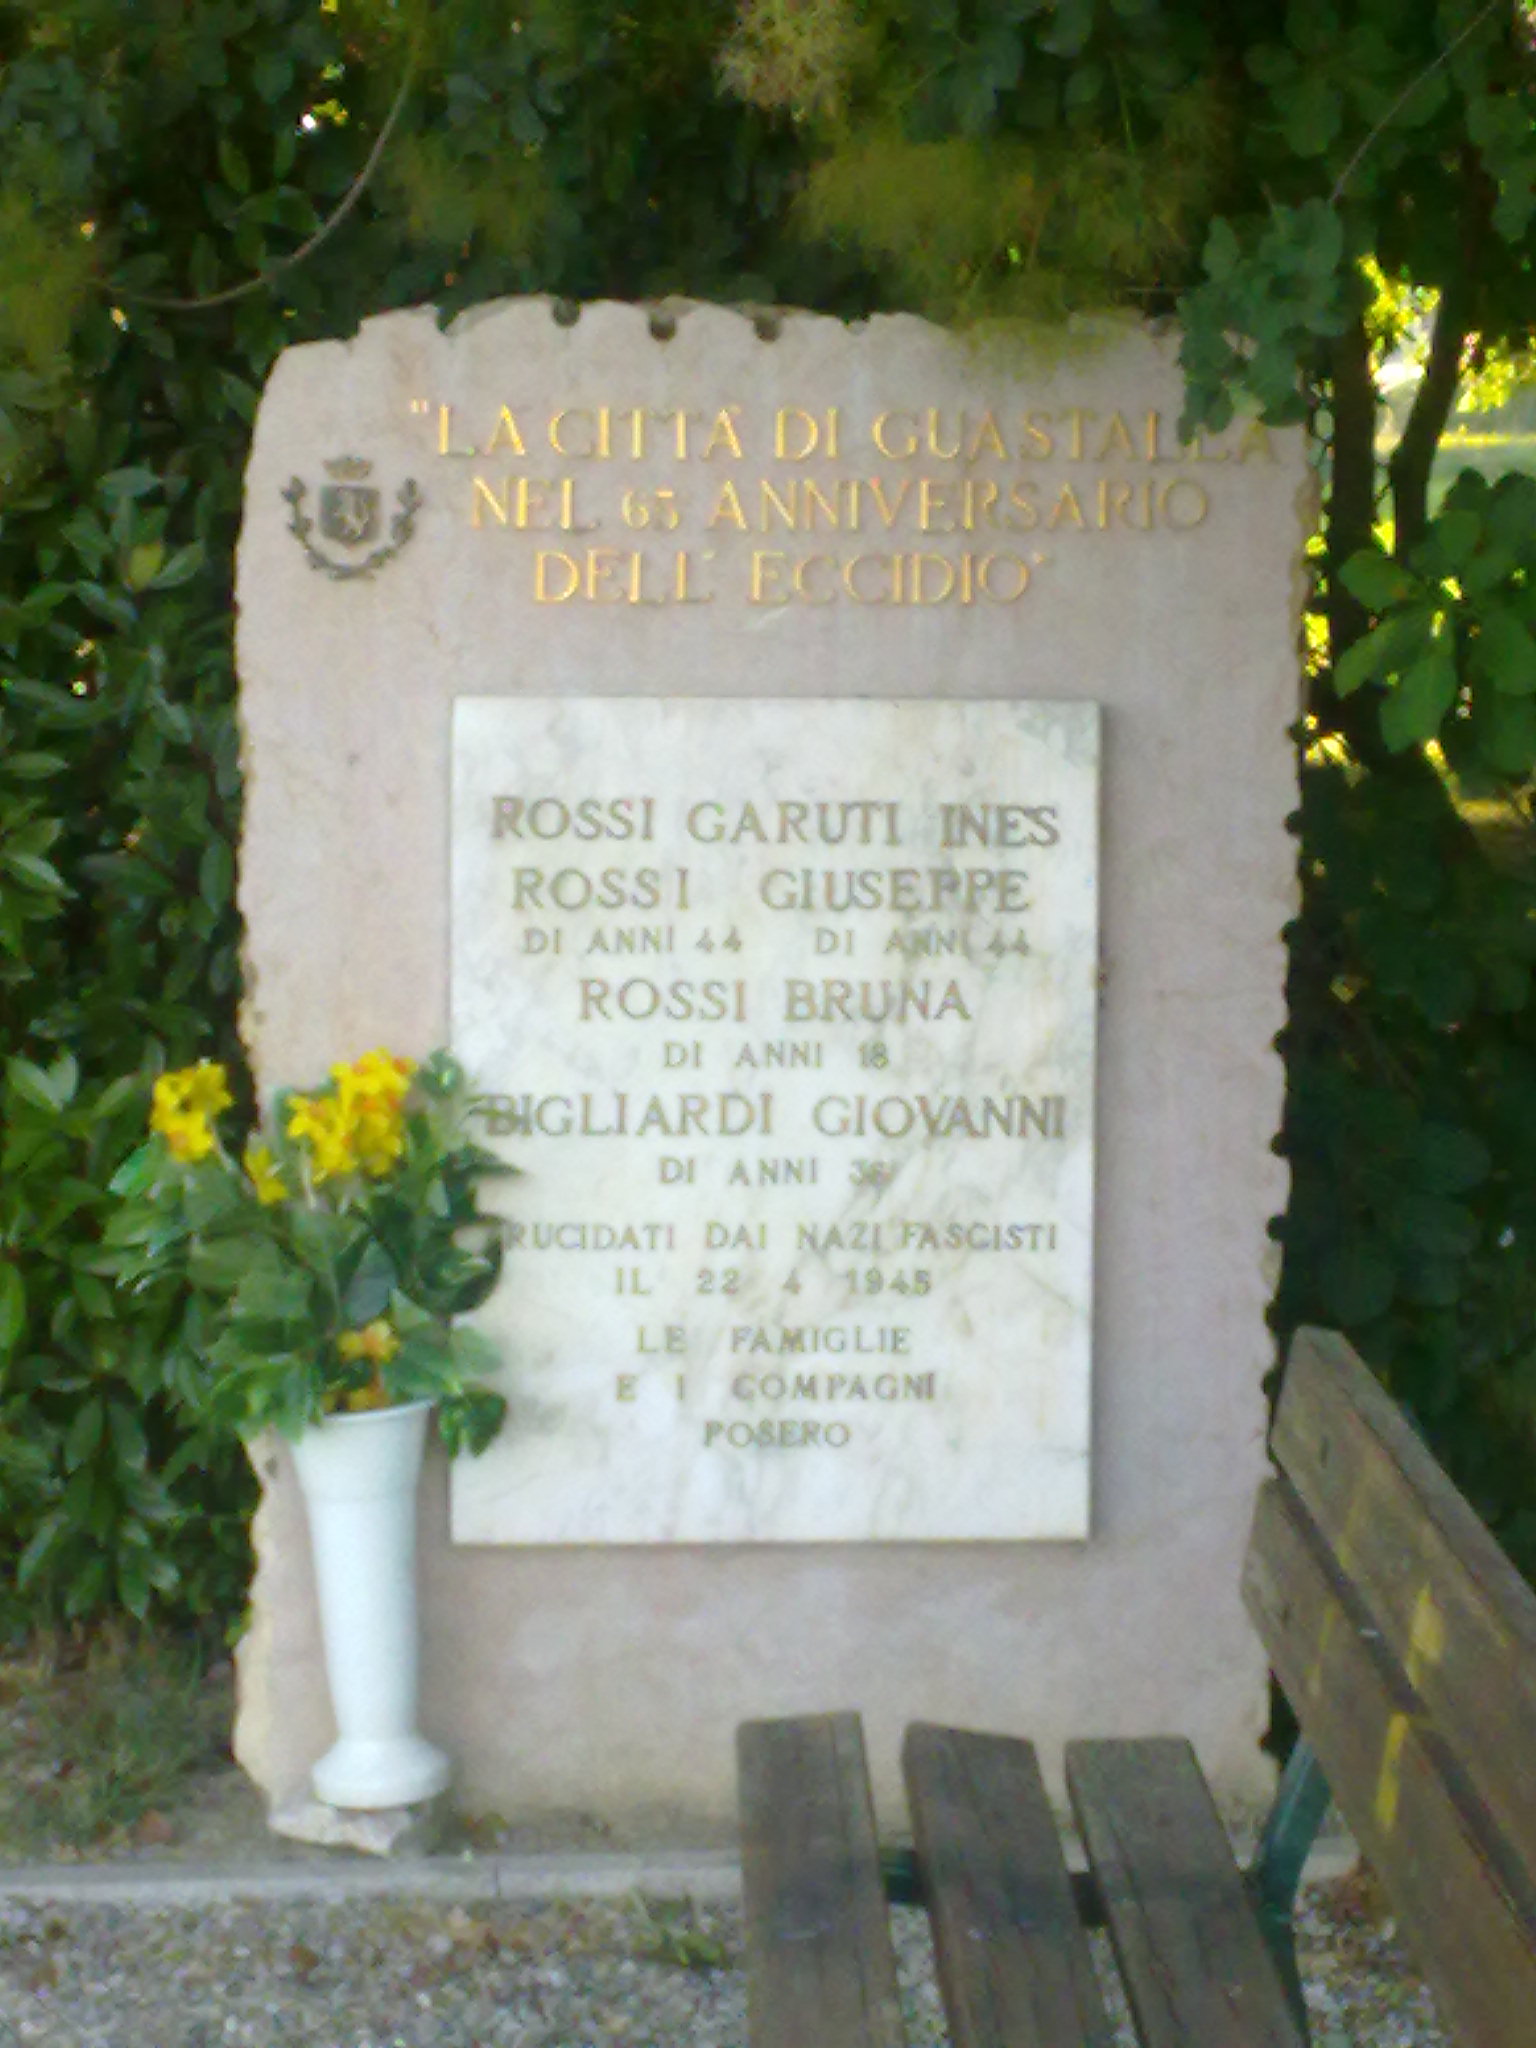 "LA CITTÀ DI GUASTALLA
NEL 65 ANNIVERSARIO
DELL' ECCIDIO"
ROSSI GARUTI INES
ROSSI GIUSEPPE
DI ANNI 44 DI ANNI 44
ROSSI BRUNA
DI ANNI 18
BIGLIARDI GIOVANNI
DI ANNI 36
TRUCIDATI DAI NAZI FASCISTI
IL 22 4 1945
LE FAMIGLIE
E I COMPAGNI
POSERO